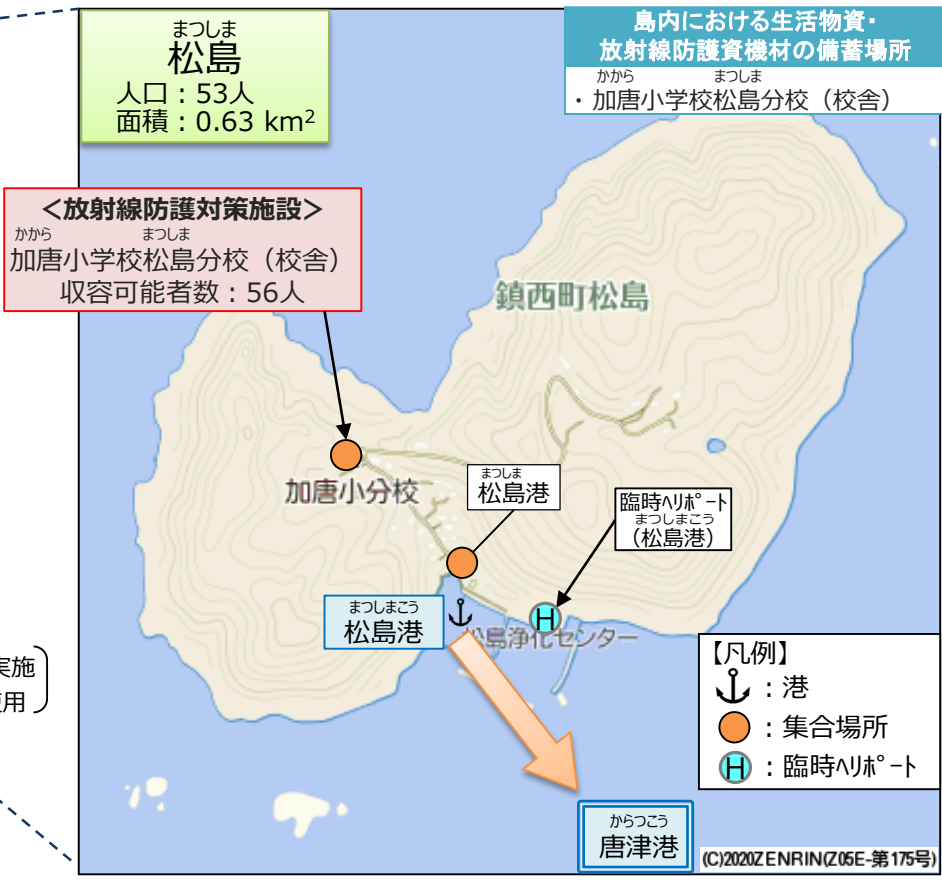 まつしま
松島
人口：53人
面積：0.63 km²
島内における生活物資・
放射線防護資機材の備蓄場所
かから まつしま
・加唐小学校松島分校（校舎）
＜放射線防護対策施設＞
かから まつしま
加唐小学校松島分校（校舎）
収容可能者数：56人
鎮西町松島
加唐小分校
まつしま
松島港
臨時ﾍﾘﾎﾟｰﾄ
まつしまこう
（松島港）
まつしまこう
松島港
H
松島浄化センター
実施
使用
【凡例】
：港
：集合場所
H：臨時ﾍﾘﾎﾟｰﾄ
からつこう
唐津港
(C)2020ZENRIN(Z05E-第175号)